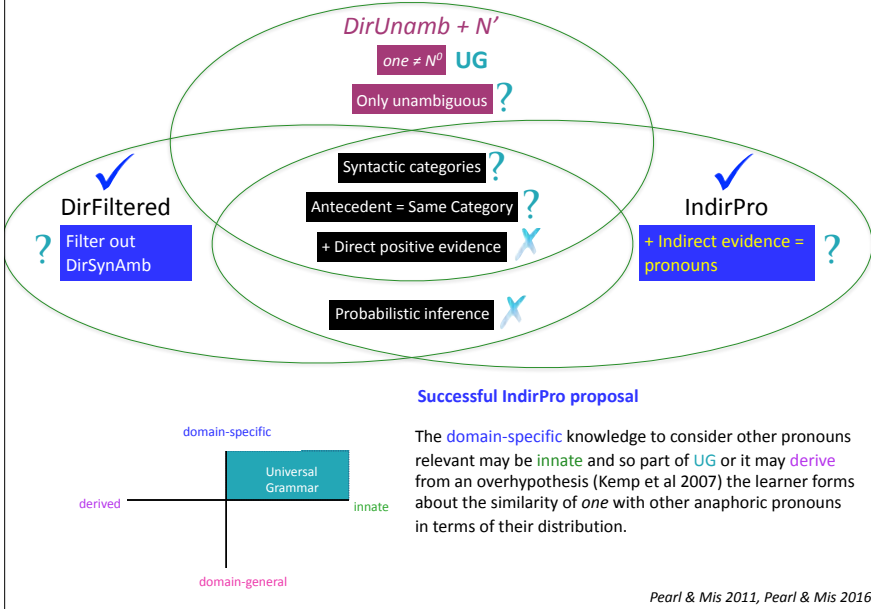 DirUnamb + N'
one ≠ N⁰ UG
Only unambiguous ?
Syntactic categories ?
DirFiltered
Antecedent = Same Category ?
IndirPro
? Filter out
DirSynAmb
+ Direct positive evidence X
+ Indirect evidence =
pronouns ?
Probabilistic inference X
Successful IndirPro proposal
domain-specific
Universal
Grammar
derived
innate
domain-general
The domain-specific knowledge to consider other pronouns
relevant may be innate and so part of UG or it may derive
from an overhypothesis (Kemp et al 2007) the learner forms
about the similarity of one with other anaphoric pronouns
in terms of their distribution.
Pearl & Mis 2011, Pearl & Mis 2016